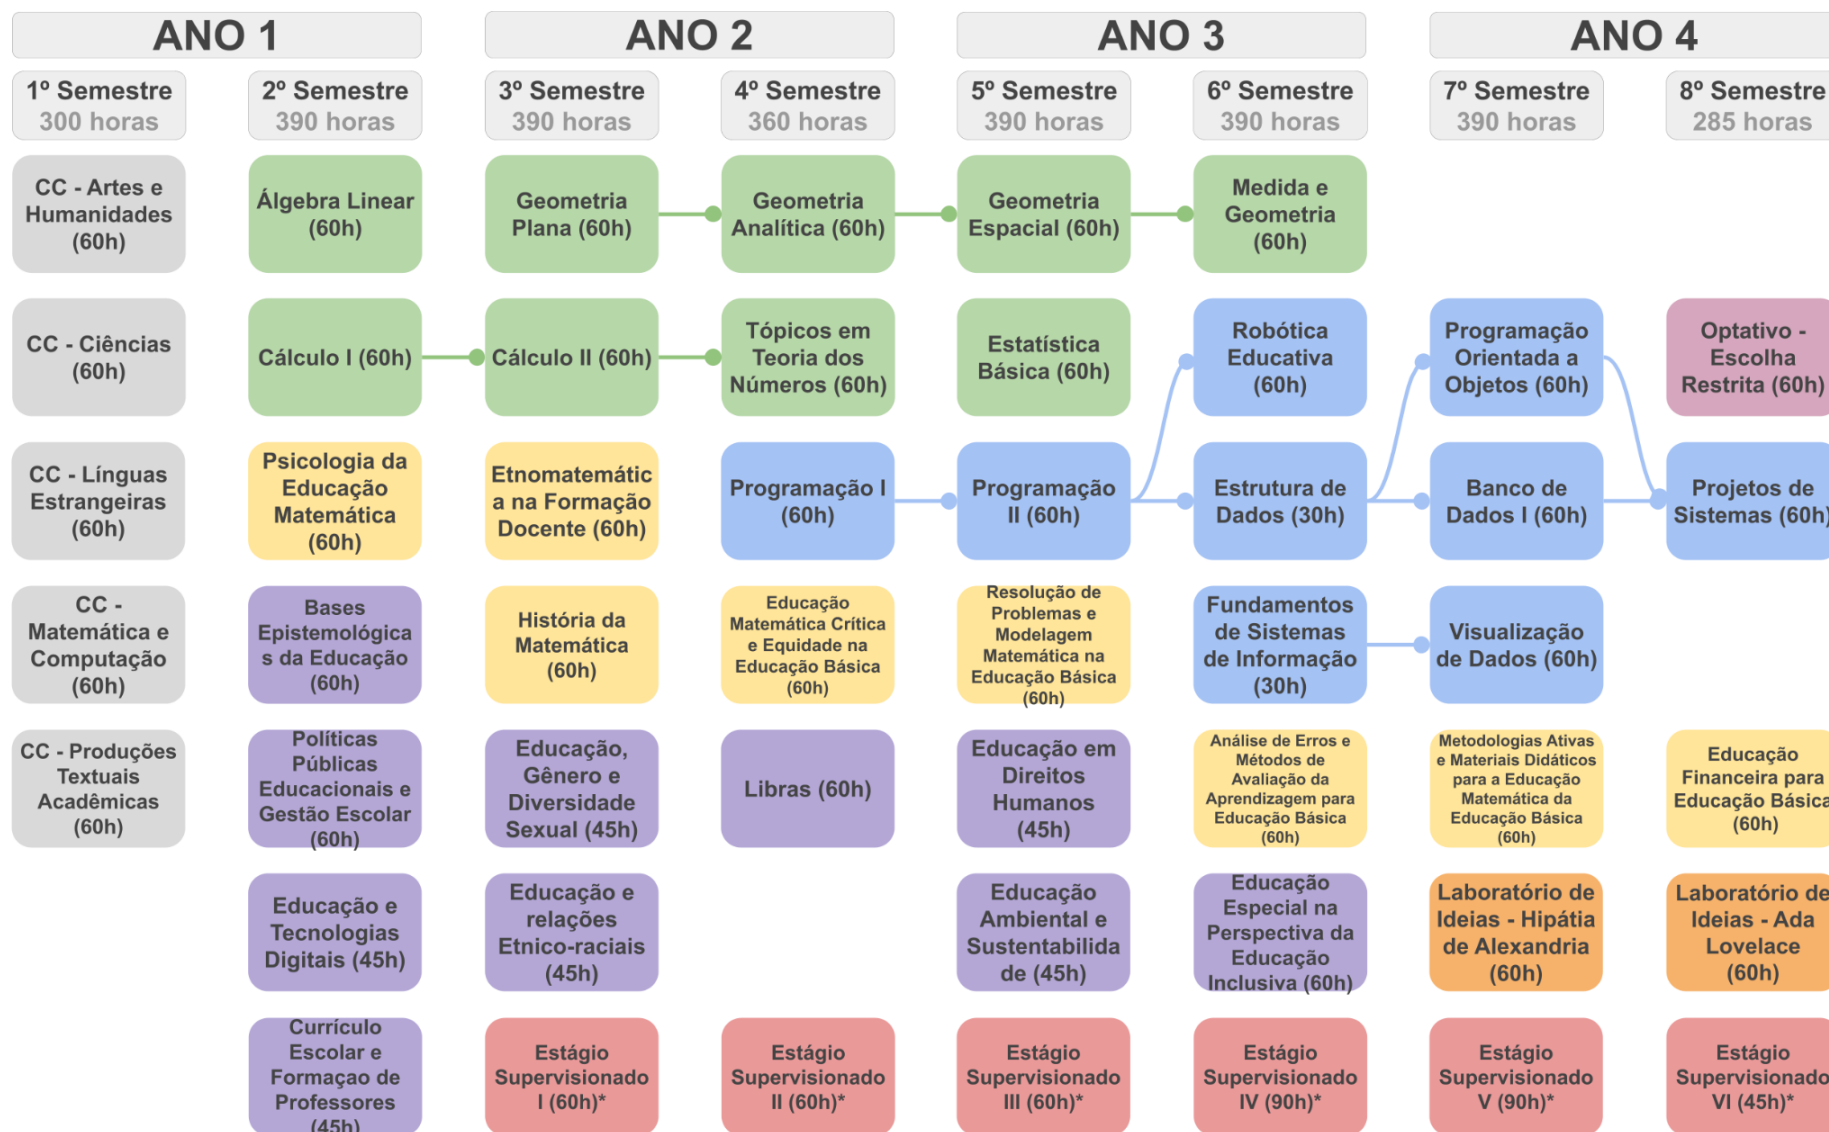 ANO 1
ANO 2
ANO 3
ANO 4
1º Semestre
300 horas
2º Semestre
390 horas
3º Semestre
390 horas
4º Semestre
360 horas
5º Semestre
390 horas
6º Semestre
390 horas
7º Semestre
390 horas
8º Semestre
285 horas
CC - Artes e
Humanidades
(60h)
Álgebra Linear
(60h)
Geometria
Plana (60h)
Geometria
Analítica (60h)
Geometria
Espacial (60h)
Medida e
Geometria
(60h)
CC - Ciências
(60h)
Cálculo I (60h)
Cálculo II (60h)
Tópicos em
Teoria dos
Números (60h)
Estatística
Básica (60h)
Robótica
Educativa
(60h)
Programação
Orientada a
Objetos (60h)
Optativo -
Escolha
Restrita (60h)
CC - Línguas
Estrangeiras
(60h)
Psicologia da
Educação
Matemática
(60h)
Etnomatemátic
a na Formação
Docente (60h)
Programação I
(60h)
Programação
II (60h)
Estrutura de
Dados (30h)
Banco de
Dados I (60h)
Projetos de
Sistemas (60h)
CC -
Matemática e
Computação
(60h)
Bases
Epistemológica
s da Educação
(60h)
História da
Matemática
(60h)
Educação
Matemática Crítica
e Equidade na
Educação Básica
(60h)
Resolução de
Problemas e
Modelagem
Matemática na
Educação Básica
(60h)
Fundamentos
de Sistemas
de Informação
(30h)
Visualização
de Dados (60h)
CC - Produções
Textuais
Acadêmicas
(60h)
Políticas
Públicas
Educacionais e
Gestão Escolar
(60h)
Educação,
Gênero e
Diversidade
Sexual (45h)
Libras (60h)
Educação em
Direitos
Humanos
(45h)
Análise de Erros e
Métodos de
Avaliação da
Aprendizagem para
Educação Básica
(60h)
Metodologias Ativas
e Materiais Didáticos
para a Educação
Matemática da
Educação Básica
(60h)
Educação
Financeira para
Educação Básica
(60h)
Educação e
Tecnologias
Digitais (45h)
Educação e
relações
Etnico-raciais
(45h)
Educação
Ambiental e
Sustentabilida
de (45h)
Educação
Especial na
Perspectiva da
Educação
Inclusiva (60h)
Laboratório de
Ideias - Hipátia
de Alexandria
(60h)
Laboratório de
Ideias - Ada
Lovelace
(60h)
Currículo
Escolar e
Formaçao de
Professores
(45h)
Estágio
Supervisionado
I (60h)*
Estágio
Supervisionado
II (60h)*
Estágio
Supervisionado
III (60h)*
Estágio
Supervisionado
IV (90h)*
Estágio
Supervisionado
V (90h)*
Estágio
Supervisionado
VI (45h)*